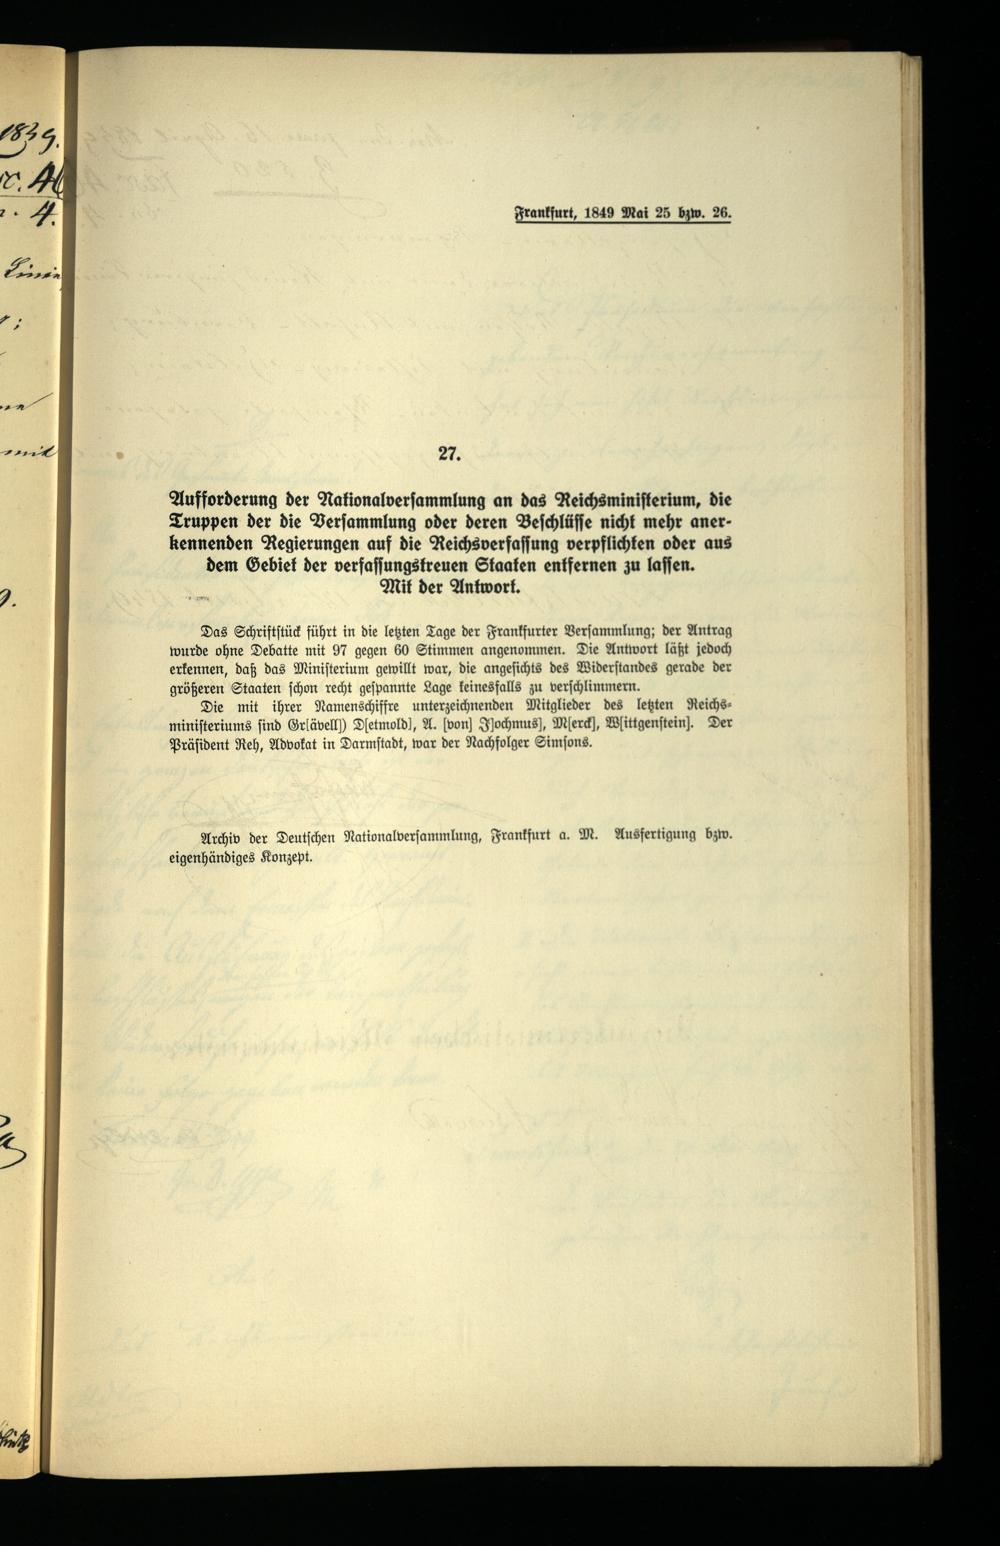 1839.
4.
Linie
mit
Frankfurt, 1849 Mai 25 bzw. 26.
27.
Aufforderung der Nationalversammlung an das Reichsministerium, die
Truppen der die Versammlung oder deren Beschlüsse nicht mehr aner-
kennenden Regierungen auf die Reichsverfassung verpflichten oder aus
dem Gebiet der verfassungstreuen Staaten entfernen zu lassen.
Mit der Antwort.
Das Schriftstück führt in die letzten Tage der Frankfurter Versammlung; der Antrag
wurde ohne Debatte mit 97 gegen 60 Stimmen angenommen. Die Antwort läßt jedoch
erkennen, daß das Ministerium gewillt war, die angesichts des Widerstandes gerade der
größeren Staaten schon recht gespannte Lage keinesfalls zu verschlimmern.
Die mit ihrer Namenschiffre unterzeichnenden Mitglieder des letzten Reichs-
ministeriums sind Gr[ävell]) D[etmold], A. [von] J[ochmus], M[erck], W[ittgenstein]. Der
Präsident Reh, Advokat in Darmstadt, war der Nachfolger Simsons.
Archiv der Deutschen Nationalversammlung, Frankfurt a. M. Ausfertigung bzw.
eigenhändiges Konzept.